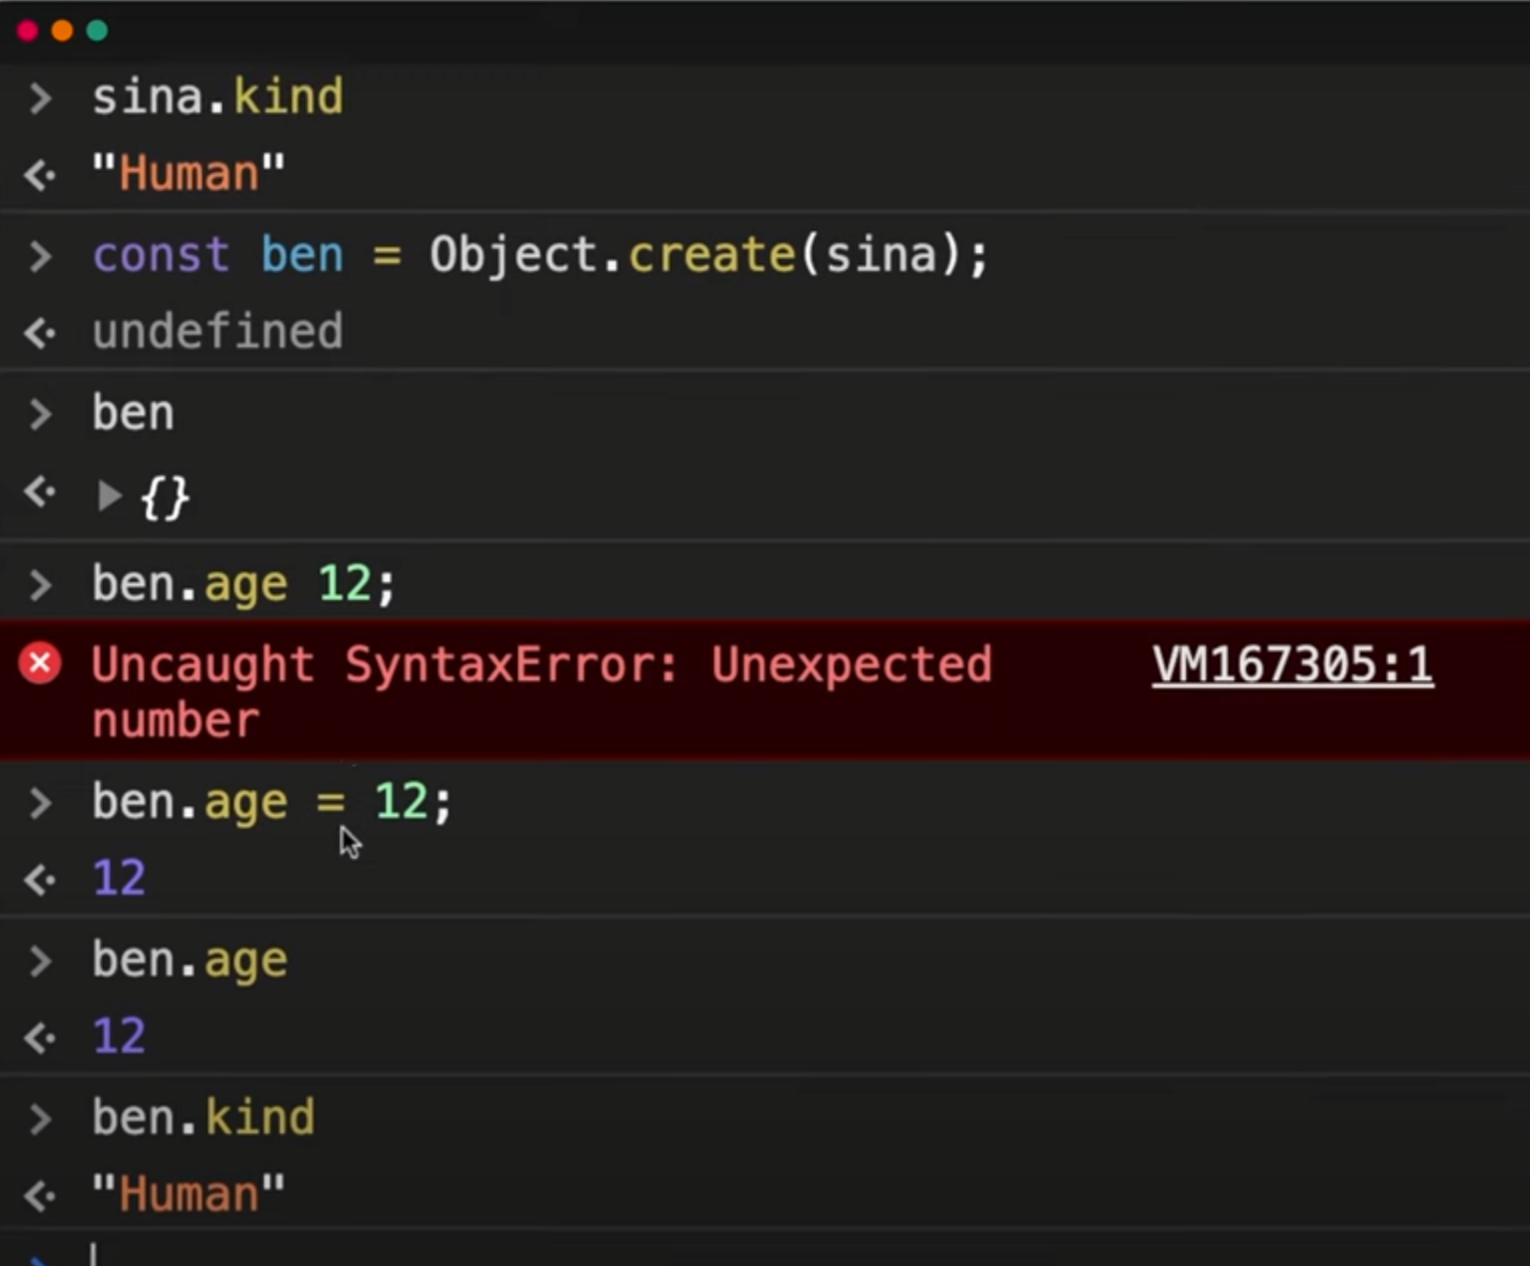 sina.kind
"Human"
const ben = Object.create(sina);
undefined
ben
{}
ben.age 12;
Uncaught SyntaxError: Unexpected VM167305:1
number
ben.age = 12;
12
ben.age
12
ben.kind
"Human"